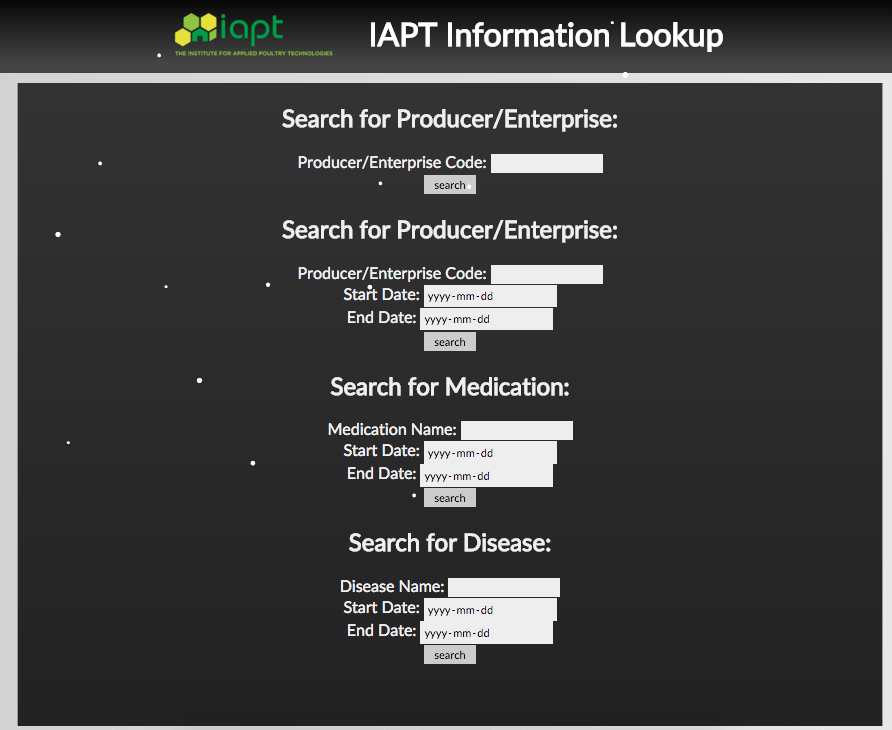 iapt
THE INSTITUTE FOR APPLIED POULTRY TECHNOLOGIES
IAPT Information Lookup
Search for Producer/Enterprise:
Producer/Enterprise Code:
search
Search for Producer/Enterprise:
Producer/Enterprise Code:
Start Date: yyyy-mm-dd
End Date: yyyy-mm-dd
search
Search for Medication:
Medication Name:
Start Date: yyyy-mm-dd
End Date: yyyy-mm-dd
search
Search for Disease:
Disease Name:
Start Date: yyyy-mm-dd
End Date: yyyy-mm-dd
search